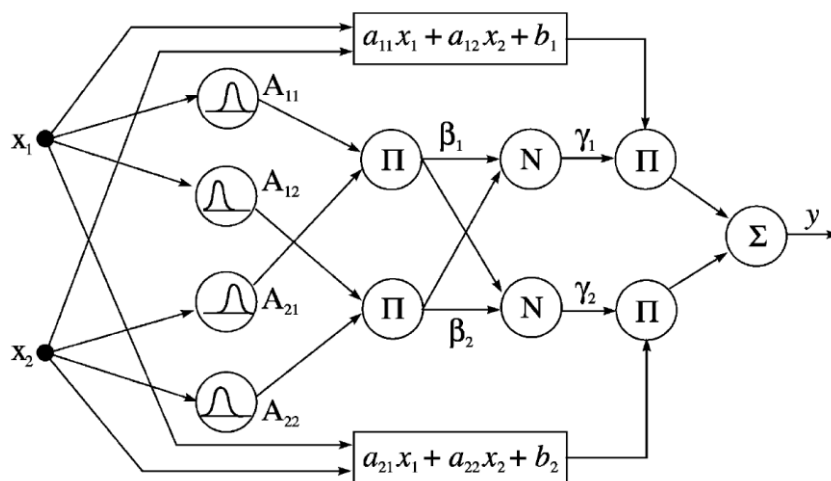 a₁₁x₁ + a₁₂x₂ + b₁
A₁₁
x₁
Π
β₁
N
γ₁
Π
A₁₂
Σ
y
A₂₁
Π
β₂
N
γ₂
Π
x₂
A₂₂
a₂₁x₁ + a₂₂x₂ + b₂